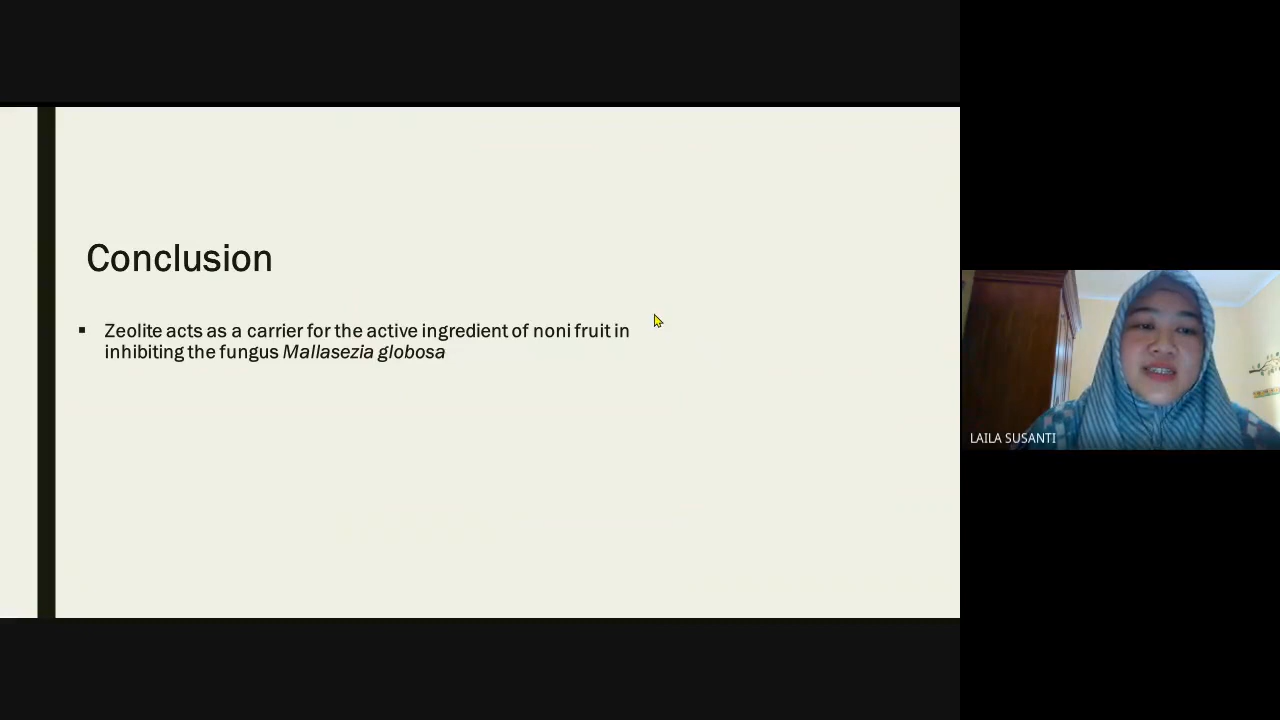 Conclusion
▪ Zeolite acts as a carrier for the active ingredient of noni fruit in
inhibiting the fungus Mallasezia globosa
LAILA SUSANTI